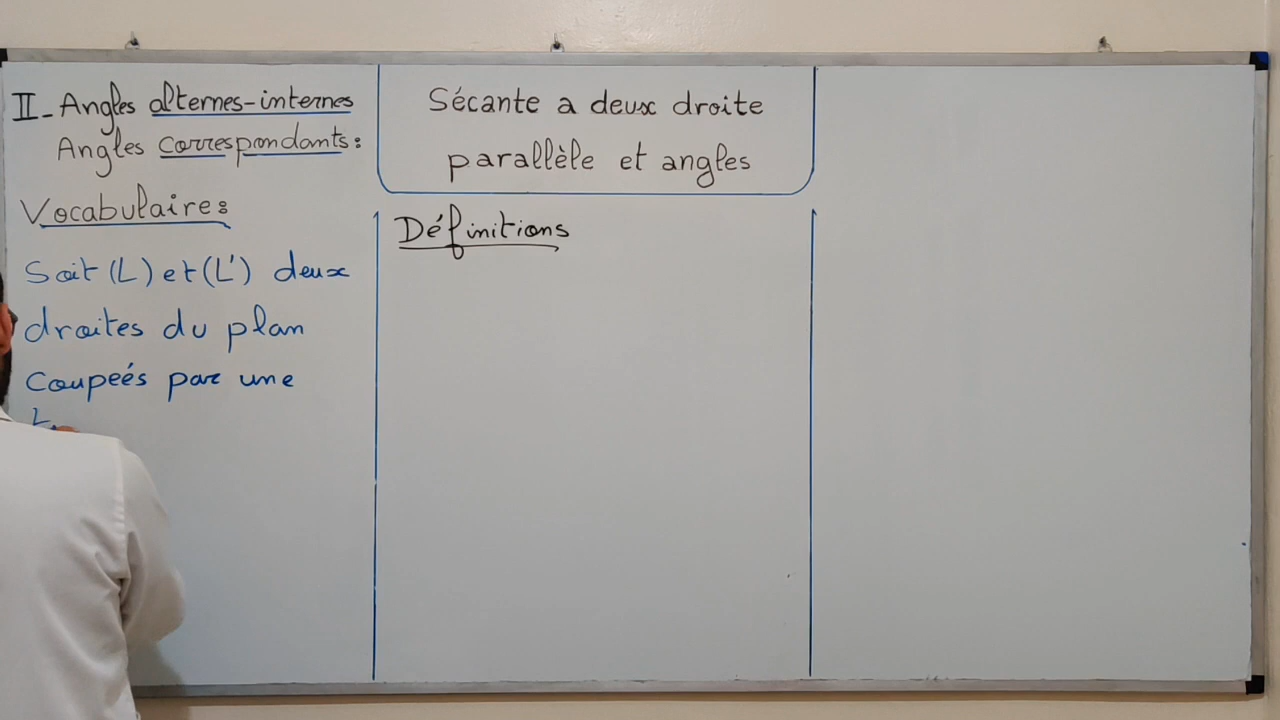 II- Angles alternes-internes
Angles correspondants:
Vocabulaire:
Soit (L) et (L') deux
droites du plan
Coupeés par une
Sécante a deux droite
parallèle et angles
Définitions